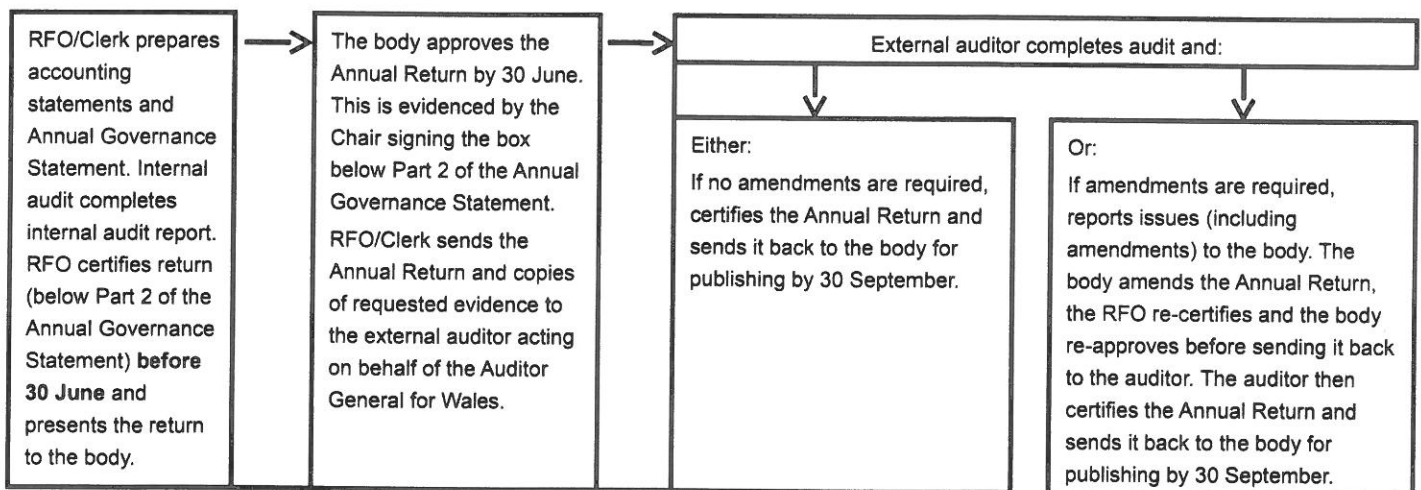 RFO/Clerk prepares
accounting
statements and
Annual Governance
Statement. Internal
audit completes
internal audit report.
RFO certifies return
(below Part 2 of the
Annual Governance
Statement) before
30 June and
presents the return
to the body.
The body approves the
Annual Return by 30 June.
This is evidenced by the
Chair signing the box
below Part 2 of the Annual
Governance Statement.
RFO/Clerk sends the
Annual Return and copies
of requested evidence to
the external auditor acting
on behalf of the Auditor
General for Wales.
External auditor completes audit and:
Either:
If no amendments are required,
certifies the Annual Return and
sends it back to the body for
publishing by 30 September.
Or:
If amendments are required,
reports issues (including
amendments) to the body. The
body amends the Annual Return,
the RFO re-certifies and the body
re-approves before sending it back
to the auditor. The auditor then
certifies the Annual Return and
sends it back to the body for
publishing by 30 September.